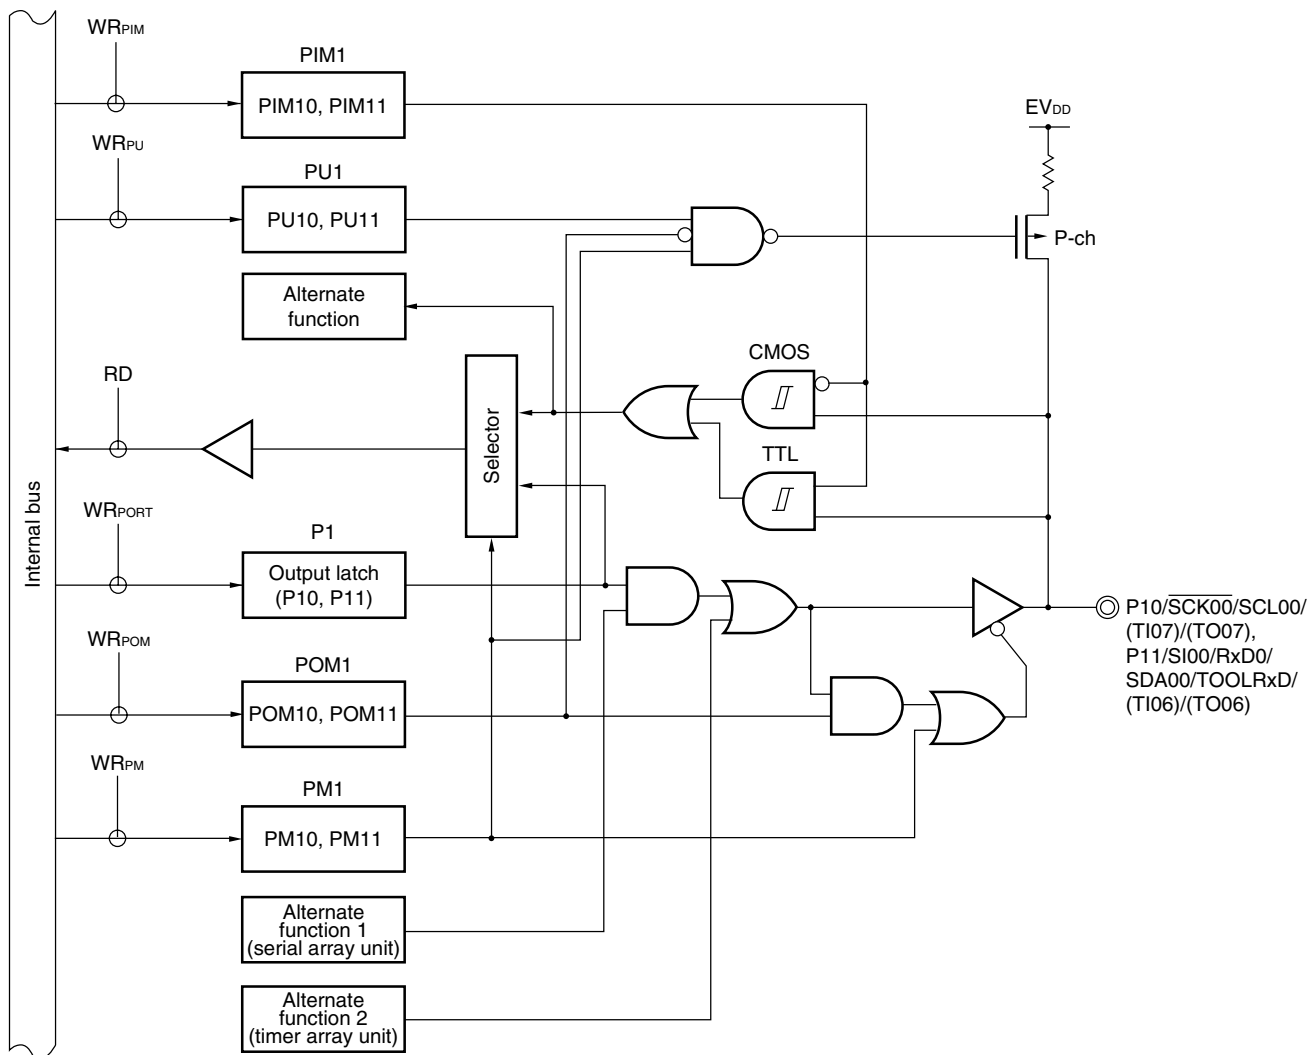 WRPIM
PIM1
PIM10, PIM11
EVDD
WRPU
PU1
PU10, PU11
P-ch
Alternate
function
CMOS
RD
Selector
TTL
Internal bus
WRPORT
P1
Output latch
(P10, P11)
P10/SCK00/SCL00/
(TI07)/(TO07),
P11/SI00/RxD0/
SDA00/TOOLRxD/
(TI06)/(TO06)
WRPOM
POM1
POM10, POM11
WRPM
PM1
PM10, PM11
Alternate
function 1
(serial array unit)
Alternate
function 2
(timer array unit)